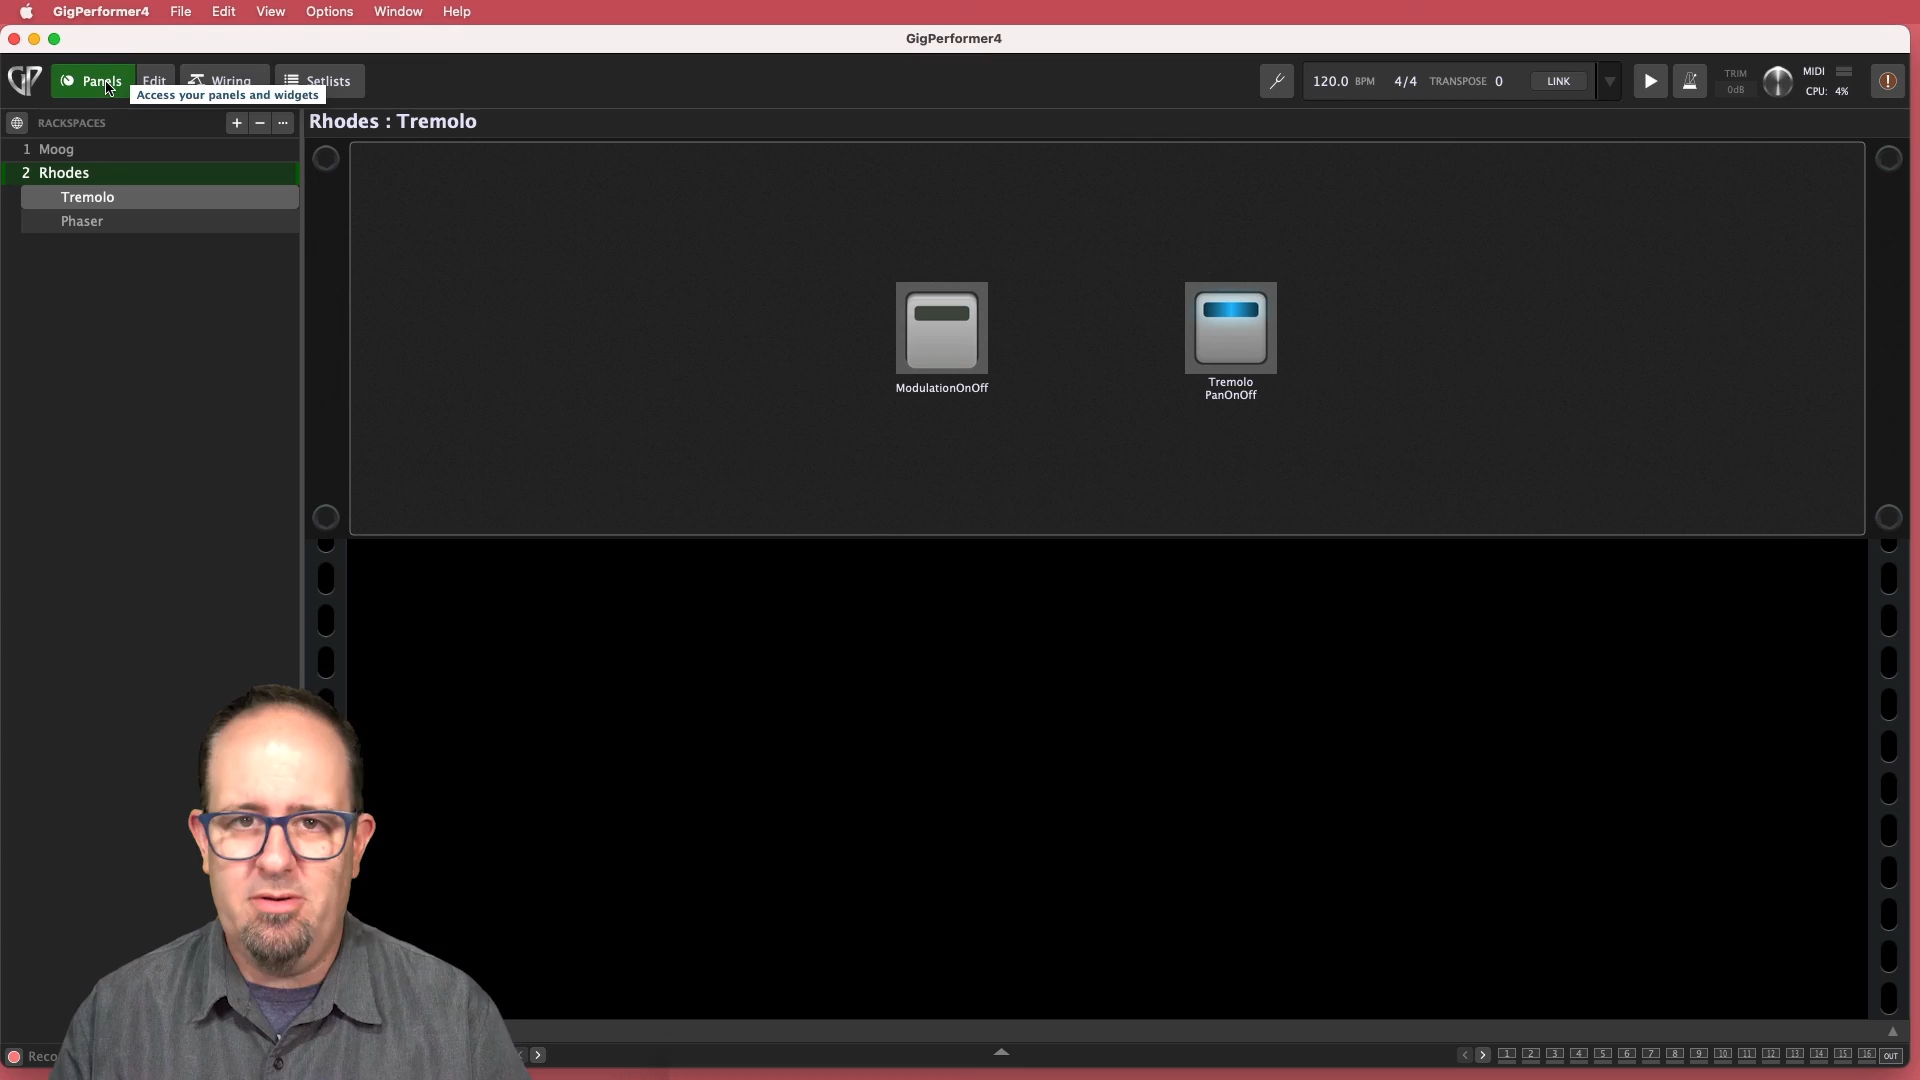 GigPerformer4 File Edit View Options Window Help
GigPerformer4
GP Panels Edit Wiring Setlists
120.0 BPM 4/4 TRANSPOSE 0 LINK
TRIM
0dB
MIDI
CPU: 4%
Access your panels and widgets
RACKSPACES + − ...
Rhodes : Tremolo
1 Moog
2 Rhodes
Tremolo
Phaser
ModulationOnOff
Tremolo
PanOnOff
Reco
< > 1 2 3 4 5 6 7 8 9 10 11 12 13 14 15 16 OUT